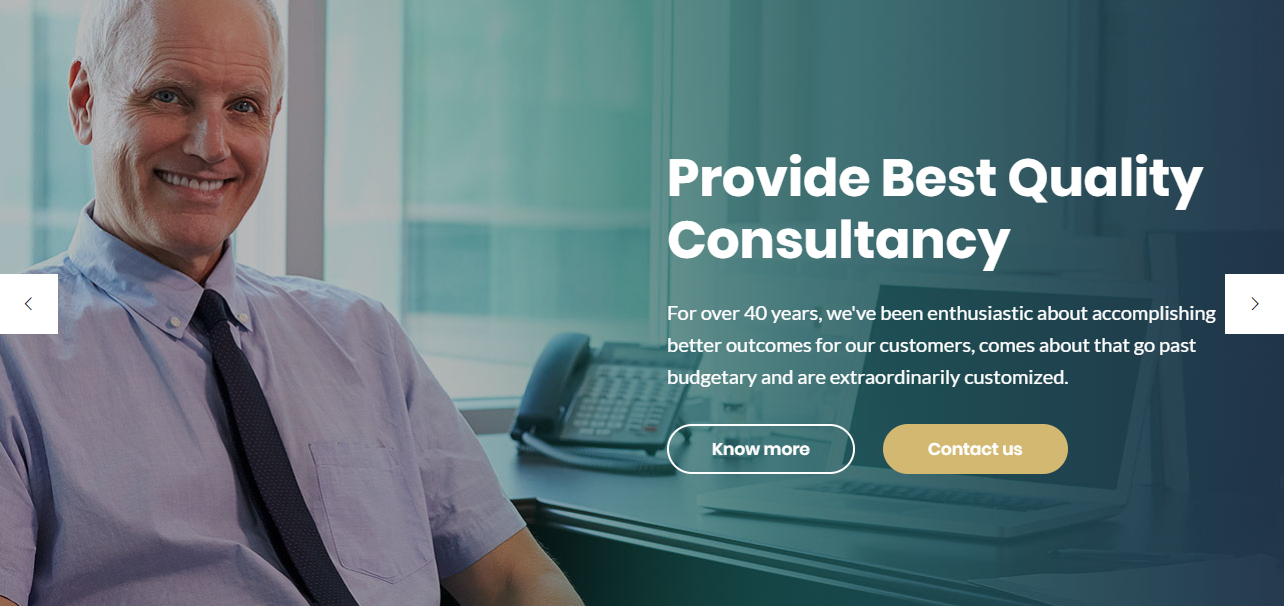 Provide Best Quality
Consultancy
For over 40 years, we've been enthusiastic about accomplishing
better outcomes for our customers, comes about that go past
budgetary and are extraordinarily customized.
Know more
Contact us